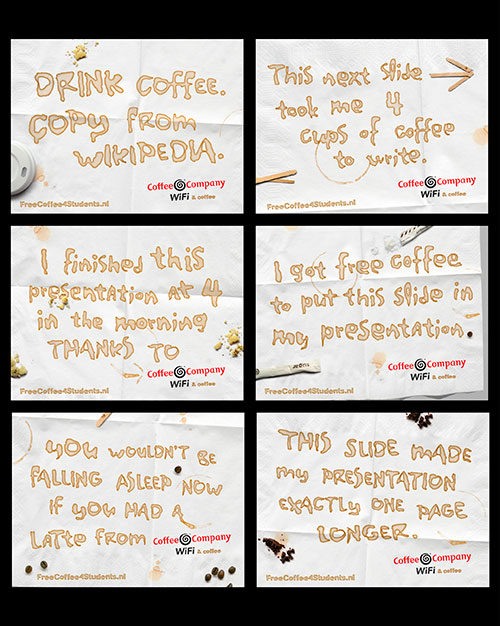 DRINK COFFEE.
COPY FROM
WIKIPEDIA.
Coffee Company
WiFi & coffee
FreeCoffee4Students.nl
This next slide
took me 4
cups of coffee
to write.
Coffee Company
WiFi & coffee
FreeCoffee4Students.nl
I finished this
presentation at 4
in the morning
THANKS TO
Coffee Company
WiFi & coffee
FreeCoffee4Students.nl
I got free coffee
to put this slide in
my presentation
Coffee Company
WiFi & coffee
FreeCoffee4Students.nl
YOU WOULDN'T BE
FALLING ASLEEP NOW
IF YOU HAD A
LATTE FROM
Coffee Company
WiFi & coffee
FreeCoffee4Students.nl
THIS SLIDE MADE
MY PRESENTATION
EXACTLY ONE PAGE
LONGER.
Coffee Company
WiFi & coffee
FreeCoffee4Students.nl